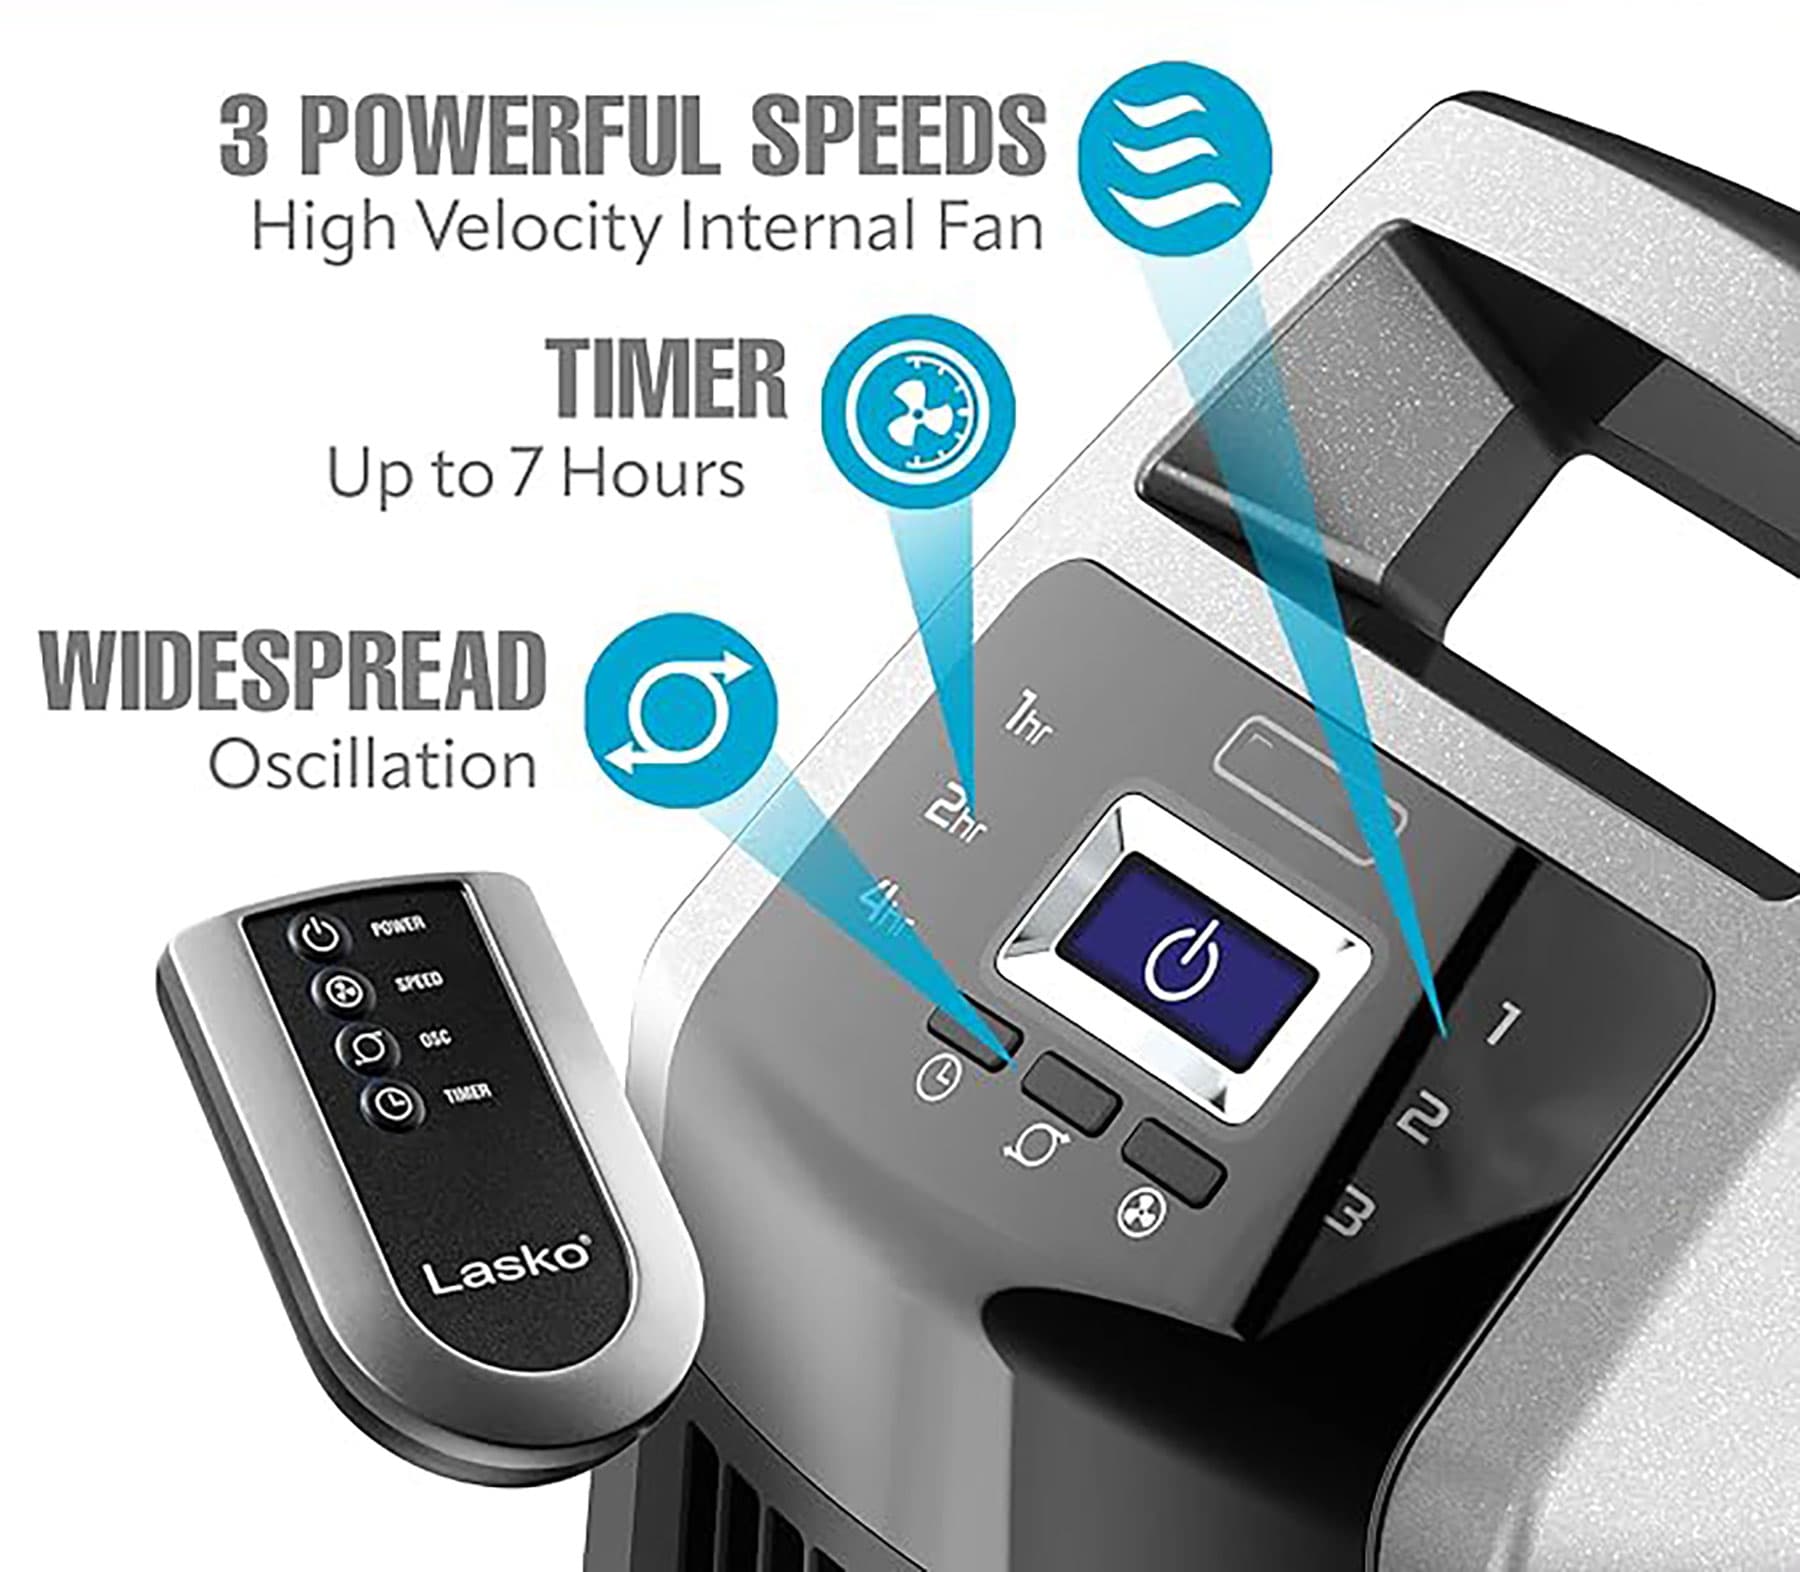 3 POWERFUL SPEEDS
High Velocity Internal Fan
TIMER
Up to 7 Hours
WIDESPREAD
Oscillation
1hr
2hr
4hr
1
2
3
POWER
SPEED
OSC
TIMER
Lasko®